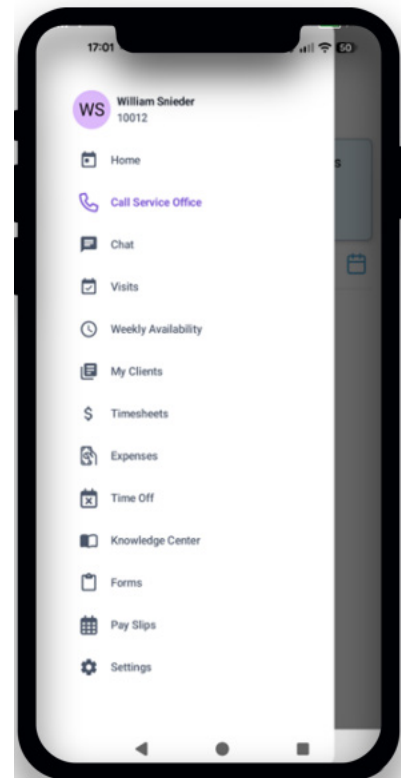 17:01
50
WS
William Snieder
10012
Home
s
Call Service Office
Chat
Visits
Weekly Availability
My Clients
Timesheets
$
Expenses
Time Off
Knowledge Center
Forms
Pay Slips
Settings